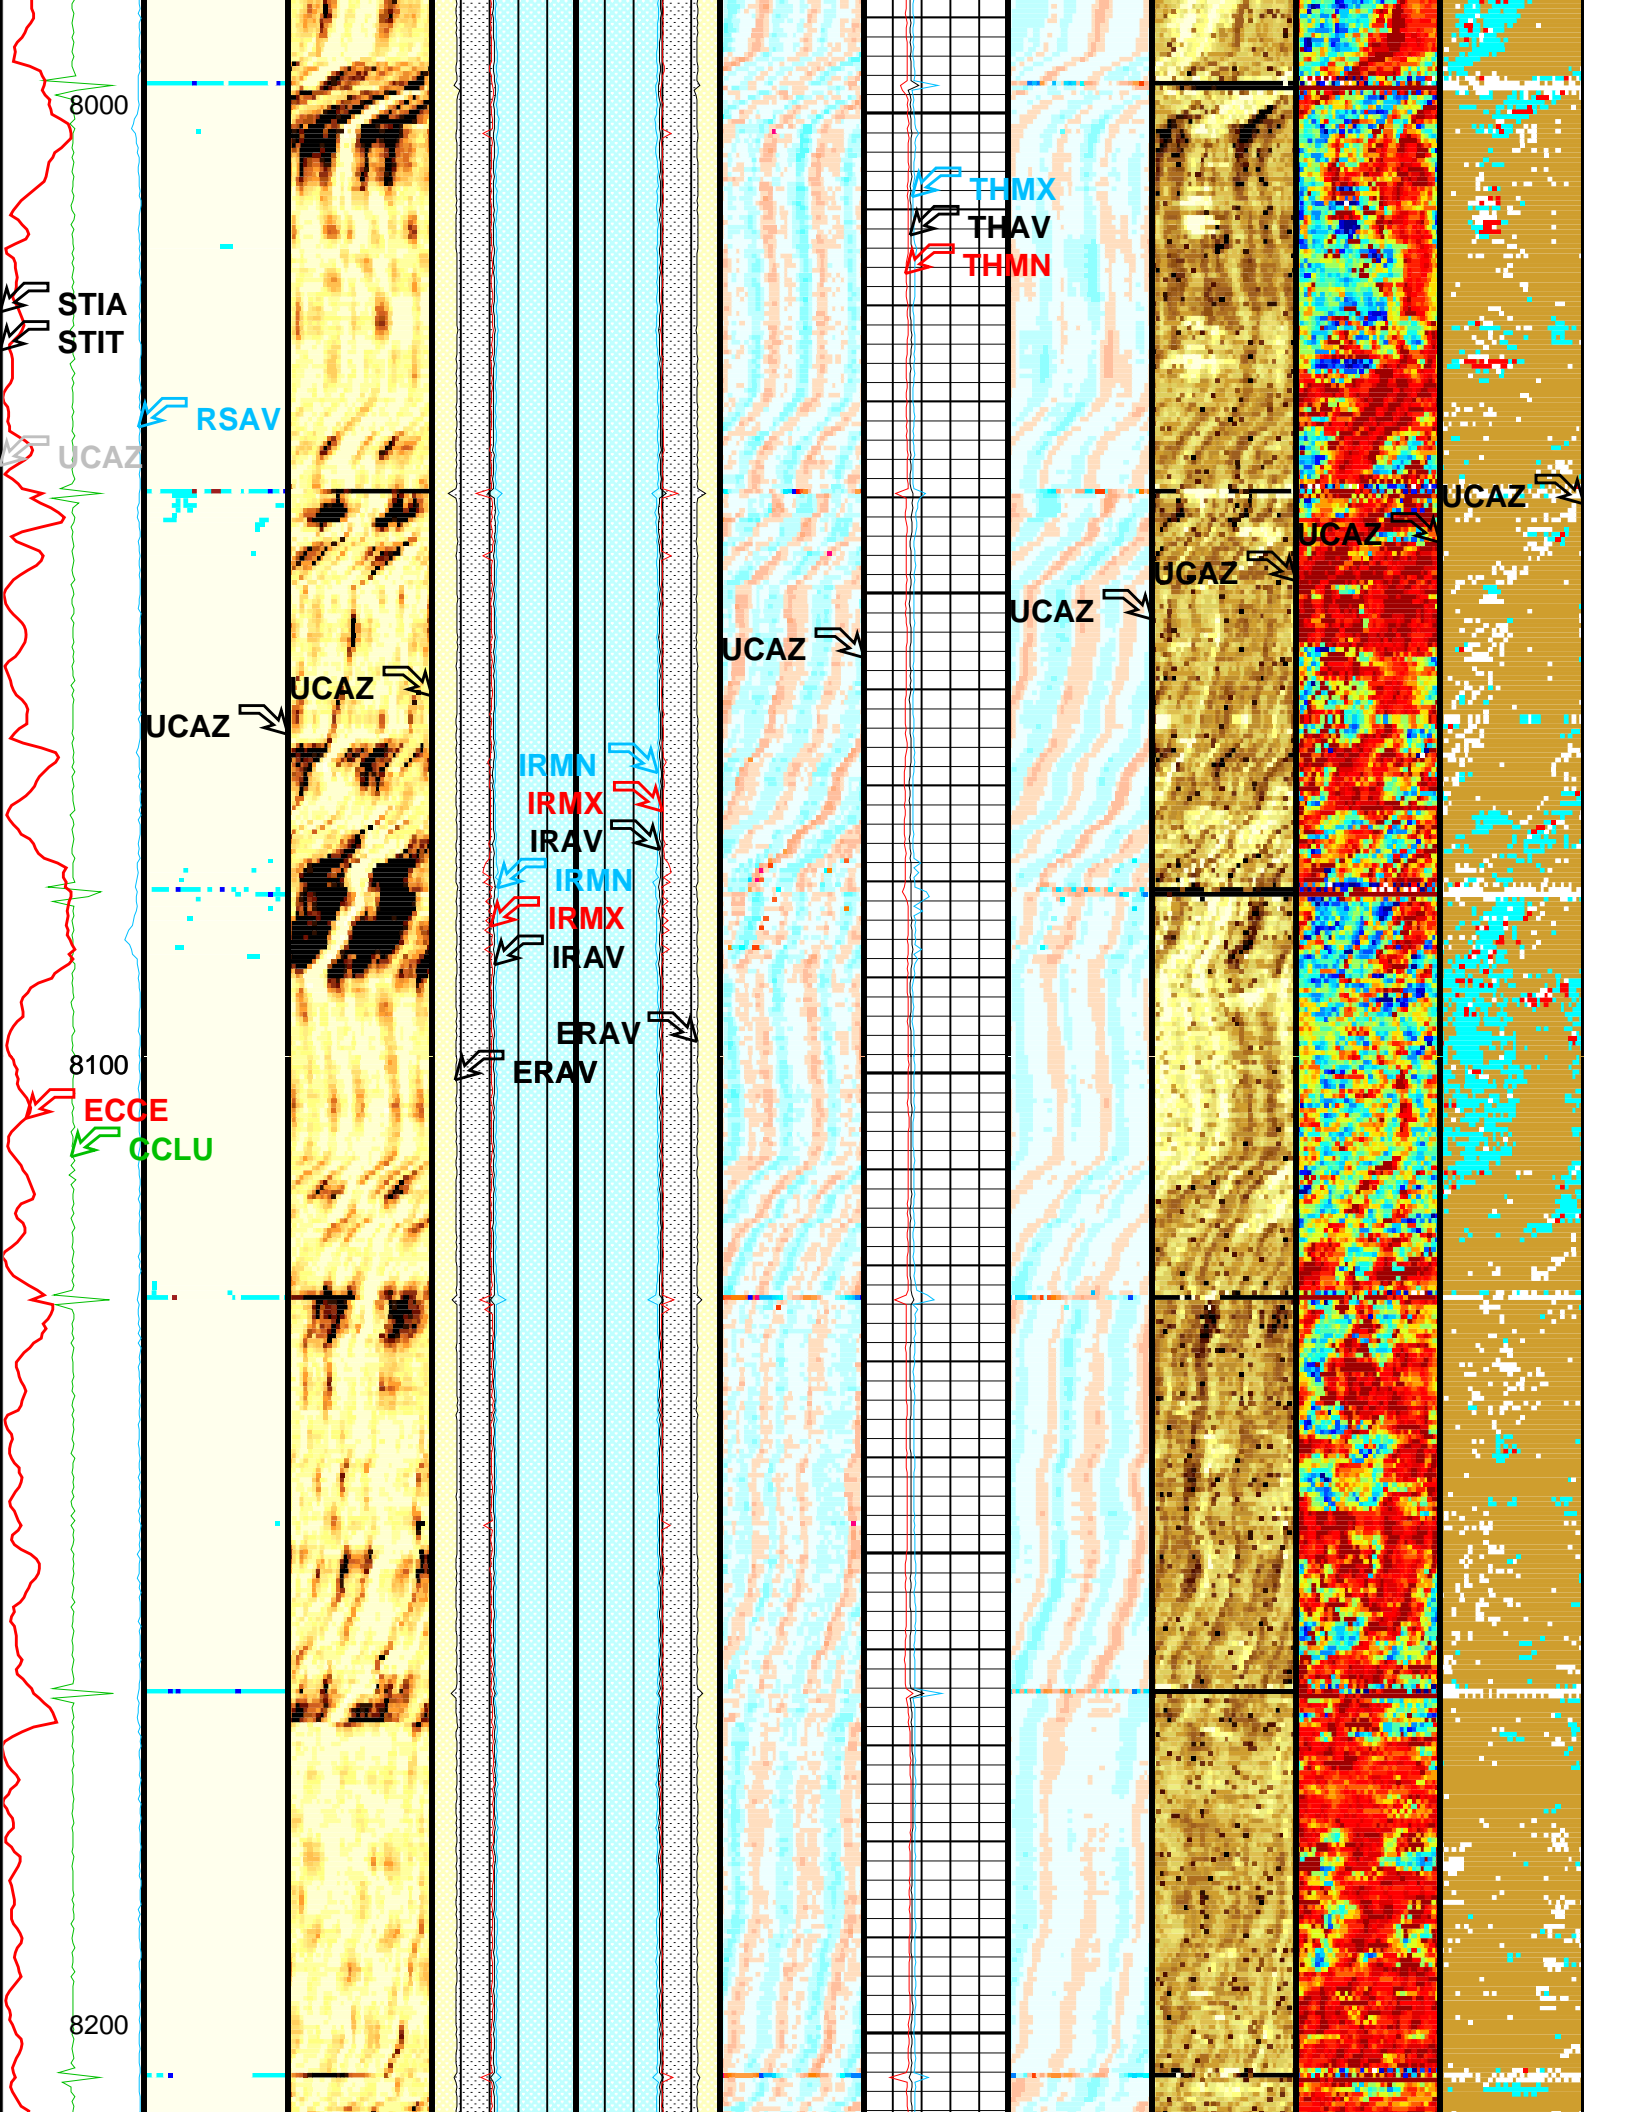 8000
THMX
THAV
THMN
STIA
STIT
RSAV
UCAZ
UCAZ
UCAZ
UCAZ
UCAZ
UCAZ
UCAZ
UCAZ
IRMN
IRMX
IRAV
IRMN
IRMX
IRAV
ERAV
8100
ERAV
ECCE
CCLU
8200